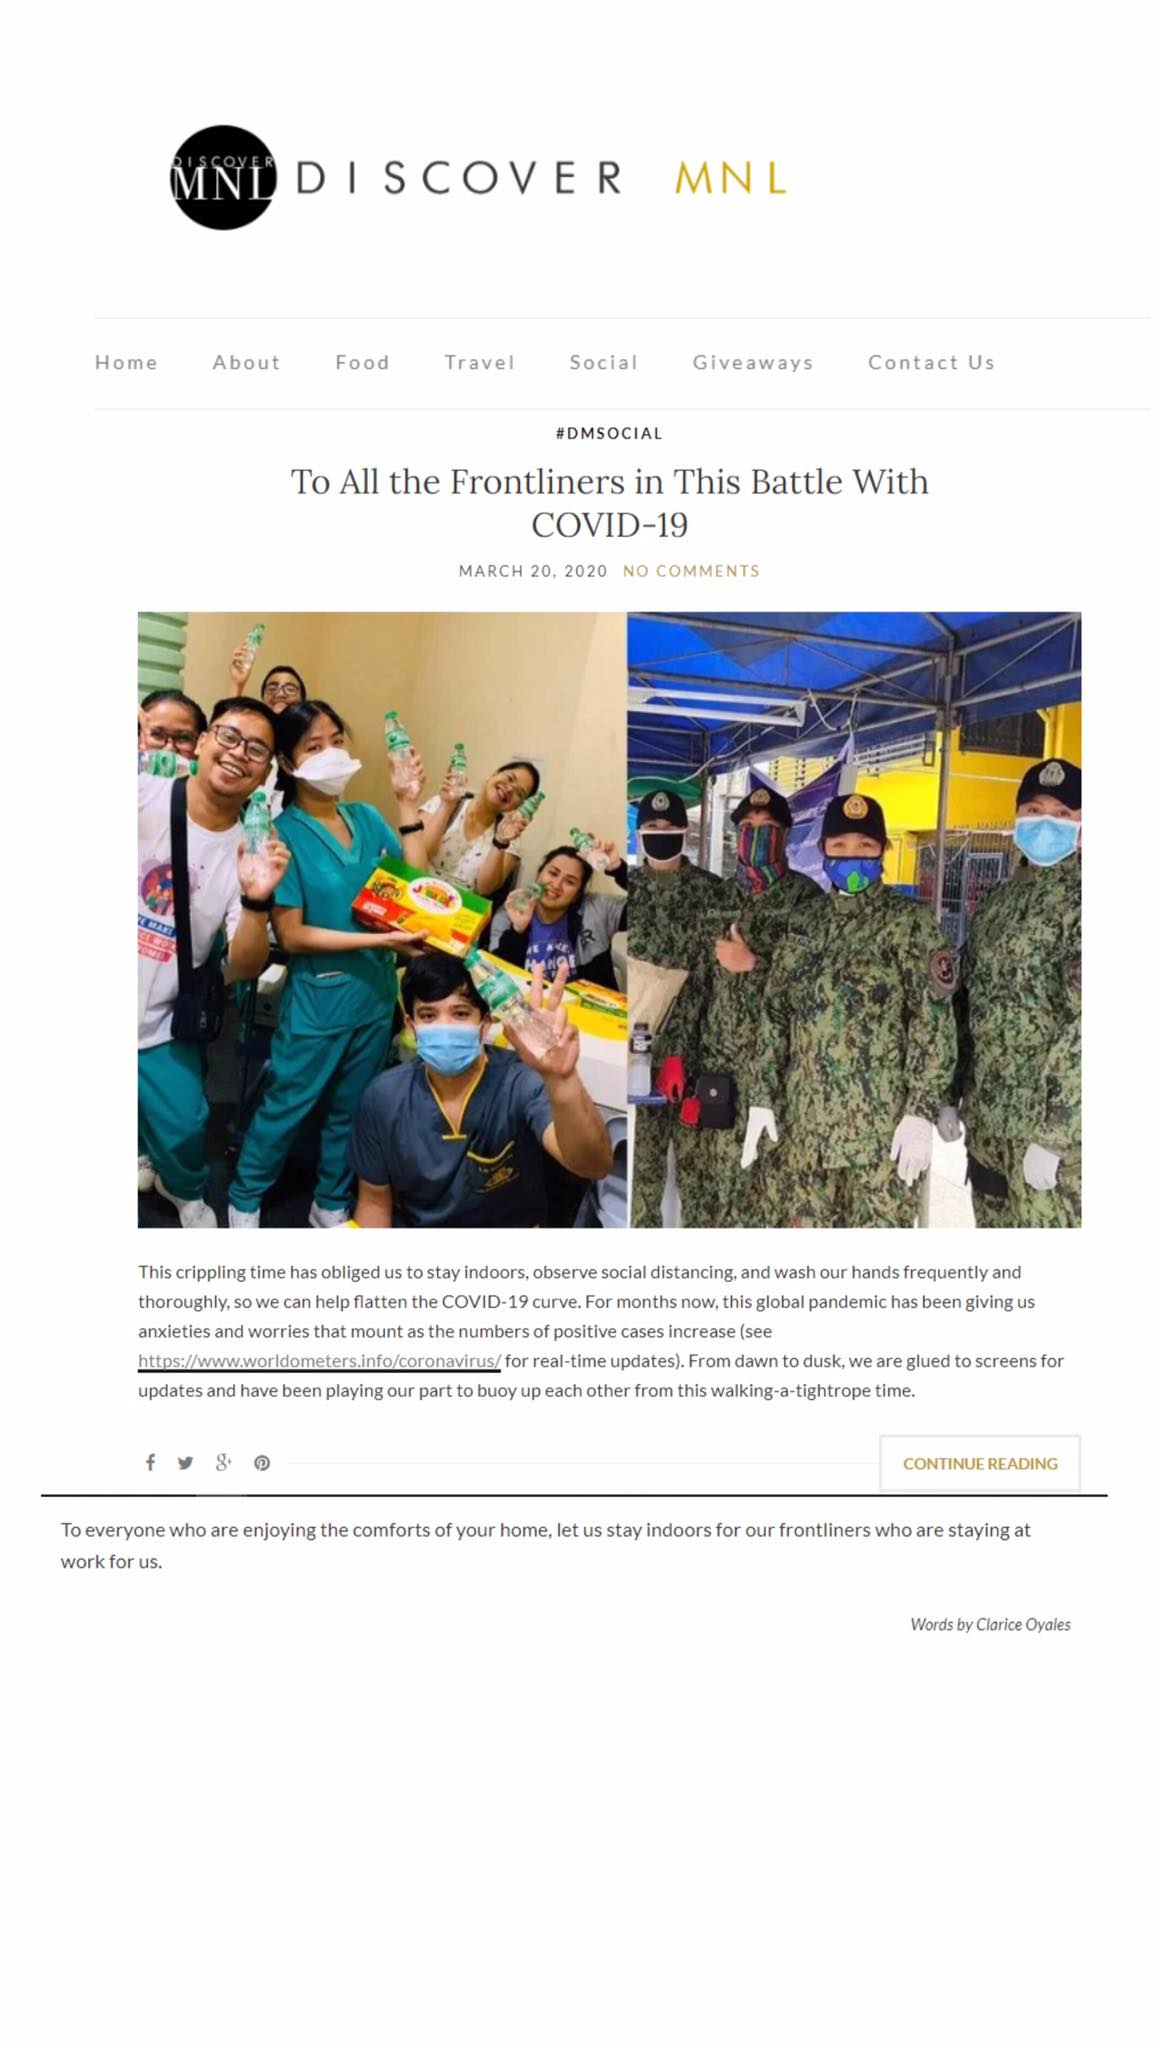 DISCOVER
MNL
DISCOVER MNL
Home About Food Travel Social Giveaways Contact Us
#DMSOCIAL
To All the Frontliners in This Battle With
COVID-19
MARCH 20, 2020 NO COMMENTS
This crippling time has obliged us to stay indoors, observe social distancing, and wash our hands frequently and
thoroughly, so we can help flatten the COVID-19 curve. For months now, this global pandemic has been giving us
anxieties and worries that mount as the numbers of positive cases increase (see
https://www.worldometers.info/coronavirus/ for real-time updates). From dawn to dusk, we are glued to screens for
updates and have been playing our part to buoy up each other from this walking-a-tightrope time.
CONTINUE READING
To everyone who are enjoying the comforts of your home, let us stay indoors for our frontliners who are staying at
work for us.
Words by Clarice Oyales